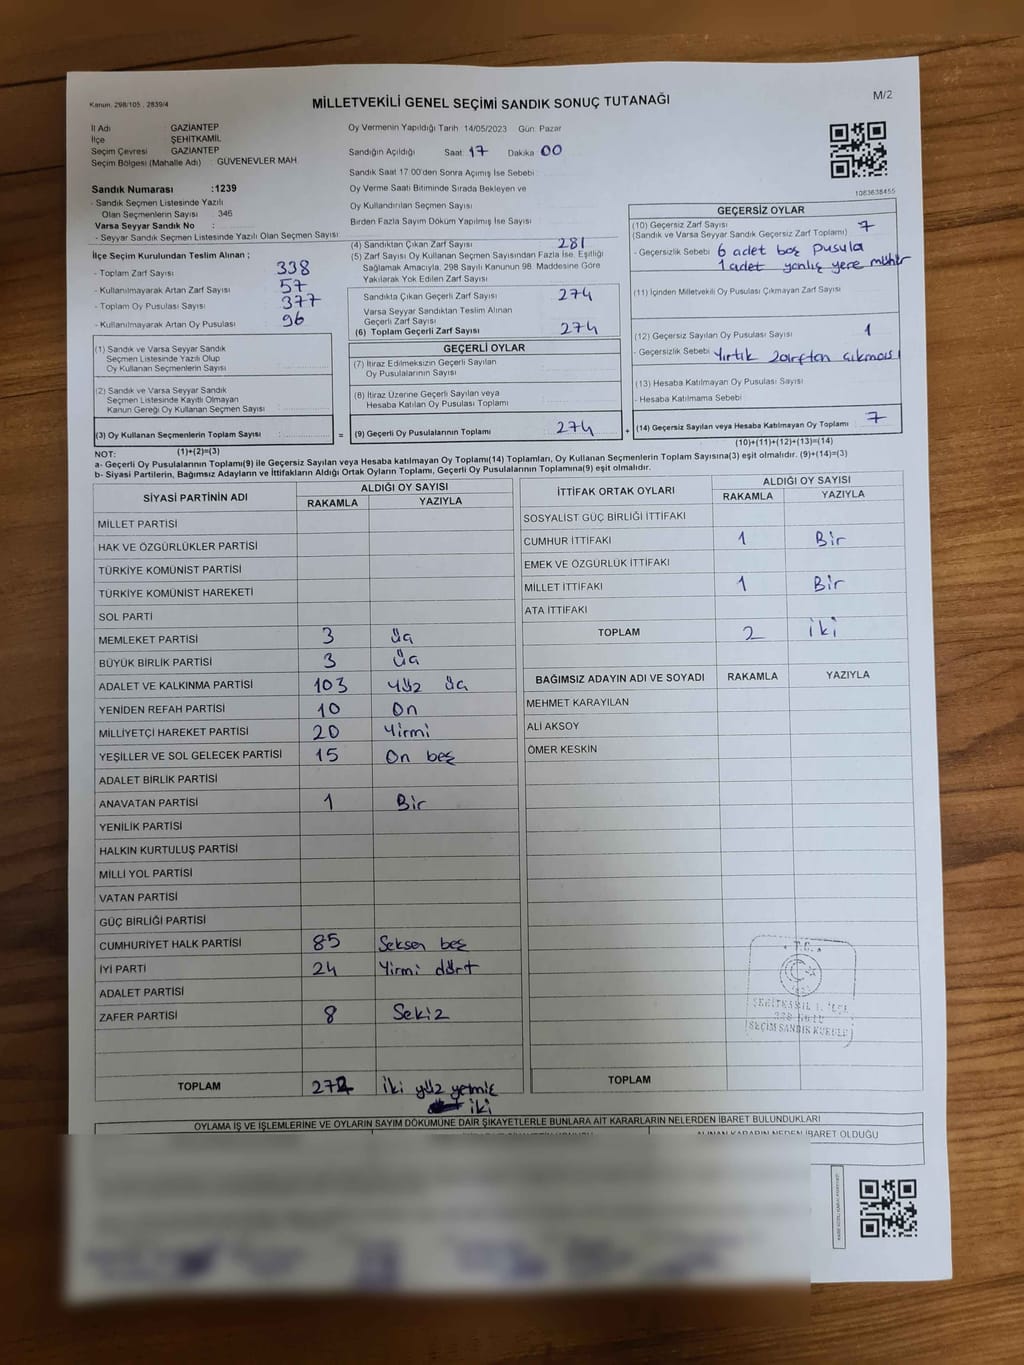 Kanun. 298/105 . 2839/4
MİLLETVEKİLİ GENEL SEÇİMİ SANDIK SONUÇ TUTANAĞI
M/2
İl Adı : GAZİANTEP
İlçe : ŞEHİTKAMİL
Seçim Çevresi : GAZİANTEP
Seçim Bölgesi (Mahalle Adı) : GÜVENEVLER MAH
Sandık Numarası :1239
- Sandık Seçmen Listesinde Yazılı
Olan Seçmenlerin Sayısı : 346
Varsa Seyyar Sandık No :
- Seyyar Sandık Seçmen Listesinde Yazılı Olan Seçmen Sayısı
İlçe Seçim Kurulundan Teslim Alınan ;
- Toplam Zarf Sayısı : 338
- Kullanılmayarak Artan Zarf Sayısı : 57
- Toplam Oy Pusulası Sayısı : 377
- Kullanılmayarak Artan Oy Pusulası : 96
(1) Sandık ve Varsa Seyyar Sandık
Seçmen Listesinde Yazılı Olup
Oy Kullanan Seçmenlerin Sayısı
(2) Sandık ve Varsa Seyyar Sandık
Seçmen Listesinde Kayıtlı Olmayan
Kanun Gereği Oy Kullanan Seçmen Sayısı
(3) Oy Kullanan Seçmenlerin Toplam Sayısı
(1)+(2)=(3)
Oy Vermenin Yapıldığı Tarih 14/05/2023 Gün: Pazar
Sandığın Açıldığı Saat: 17 Dakika 00
Sandık Saat 17:00'den Sonra Açımış İse Sebebi
Oy Verme Saati Bitiminde Sırada Bekleyen ve
Oy Kullandırılan Seçmen Sayısı
Birden Fazla Sayım Döküm Yapılmış İse Sayısı
(4) Sandıktan Çıkan Zarf Sayısı 281
(5) Zarf Sayısı Oy Kullanan Seçmen Sayısından Fazla İse, Eşitliği
Sağlamak Amacıyla, 298 Sayılı Kanunun 98. Maddesine Göre
Yakılarak Yok Edilen Zarf Sayısı
Sandıkta Çıkan Geçerli Zarf Sayısı 274
Varsa Seyyar Sandıktan Teslim Alınan
Geçerli Zarf Sayısı
(6) Toplam Geçerli Zarf Sayısı 274
GEÇERLİ OYLAR
(7) İtiraz Edilmeksizin Geçerli Sayılan
Oy Pusulalarının Sayısı
(8) İtiraz Üzerine Geçerli Sayılan veya
Hesaba Katılan Oy Pusulası Toplamı
= (9) Geçerli Oy Pusulalarının Toplamı 274 +
1083638455
GEÇERSİZ OYLAR
(10) Geçersiz Zarf Sayısı 7
(Sandık ve Varsa Seyyar Sandık Geçersiz Zarf Toplamı)
- Geçersizlik Sebebi 6 adet boş pusula
1 adet yanlış yere mühür
(11) İçinden Milletvekili Oy Pusulası Çıkmayan Zarf Sayısı
(12) Geçersiz Sayılan Oy Pusulası Sayısı 1
- Geçersizlik Sebebi Yırtık zarftan çıkması
(13) Hesaba Katılmayan Oy Pusulası Sayısı
- Hesaba Katılmama Sebebi
(14) Geçersiz Sayılan veya Hesaba Katılmayan Oy Toplamı 7
(10)+(11)+(12)+(13)=(14)
NOT:
a- Geçerli Oy Pusulalarının Toplamı(9) ile Geçersiz Sayılan veya Hesaba katılmayan Oy Toplamı(14) Toplamları, Oy Kullanan Seçmenlerin Toplam Sayısına(3) eşit olmalıdır. (9)+(14)=(3)
b- Siyasi Partilerin, Bağımsız Adayların ve İttifakların Aldığı Ortak Oyların Toplamı, Geçerli Oy Pusulalarının Toplamına(9) eşit olmalıdır.
SİYASİ PARTİNİN ADI ALDIĞI OY SAYISI
RAKAMLA YAZIYLA
MİLLET PARTİSİ
HAK VE ÖZGÜRLÜKLER PARTİSİ
TÜRKİYE KOMÜNİST PARTİSİ
TÜRKİYE KOMÜNİST HAREKETİ
SOL PARTİ
MEMLEKET PARTİSİ 3 Üç
BÜYÜK BİRLİK PARTİSİ 3 Üç
ADALET VE KALKINMA PARTİSİ 103 Yüz üç
YENİDEN REFAH PARTİSİ 10 On
MİLLİYETÇİ HAREKET PARTİSİ 20 Yirmi
YEŞİLLER VE SOL GELECEK PARTİSİ 15 On beş
ADALET BİRLİK PARTİSİ
ANAVATAN PARTİSİ 1 Bir
YENİLİK PARTİSİ
HALKIN KURTULUŞ PARTİSİ
MİLLİ YOL PARTİSİ
VATAN PARTİSİ
GÜÇ BİRLİĞİ PARTİSİ
CUMHURİYET HALK PARTİSİ 85 Seksen beş
İYİ PARTİ 24 Yirmi dört
ADALET PARTİSİ
ZAFER PARTİSİ 8 Sekiz
TOPLAM 272 iki yüz yetmiş
iki
İTTİFAK ORTAK OYLARI ALDIĞI OY SAYISI
RAKAMLA YAZIYLA
SOSYALİST GÜÇ BİRLİĞİ İTTİFAKI
CUMHUR İTTİFAKI 1 Bir
EMEK VE ÖZGÜRLÜK İTTİFAKI
MİLLET İTTİFAKI 1 Bir
ATA İTTİFAKI
TOPLAM 2 iki
BAĞIMSIZ ADAYIN ADI VE SOYADI RAKAMLA YAZIYLA
MEHMET KARAYILAN
ALİ AKSOY
ÖMER KESKİN
T.C.
ŞEHİTKAMİL 1. İLÇE
SEÇİM SANDIK KURULU
TOPLAM
OYLAMA İŞ VE İŞLEMLERİNE VE OYLARIN SAYIM DÖKÜMÜNE DAİR ŞİKAYETLERLE BUNLARA AİT KARARLARIN NELERDEN İBARET BULUNDUKLARI
ALINAN KARARIN NEDEN İBARET OLDUĞU